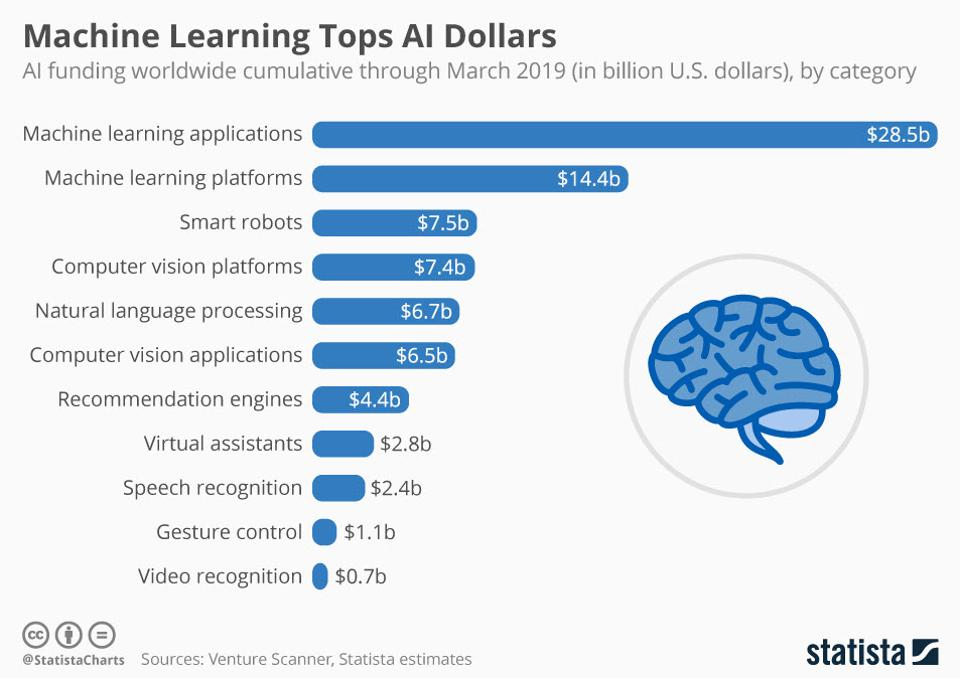 Machine Learning Tops AI Dollars
AI funding worldwide cumulative through March 2019 (in billion U.S. dollars), by category
Machine learning applications $28.5b
Machine learning platforms $14.4b
Smart robots $7.5b
Computer vision platforms $7.4b
Natural language processing $6.7b
Computer vision applications $6.5b
Recommendation engines $4.4b
Virtual assistants $2.8b
Speech recognition $2.4b
Gesture control $1.1b
Video recognition $0.7b
cc
@StatistaCharts Sources: Venture Scanner, Statista estimates
statista